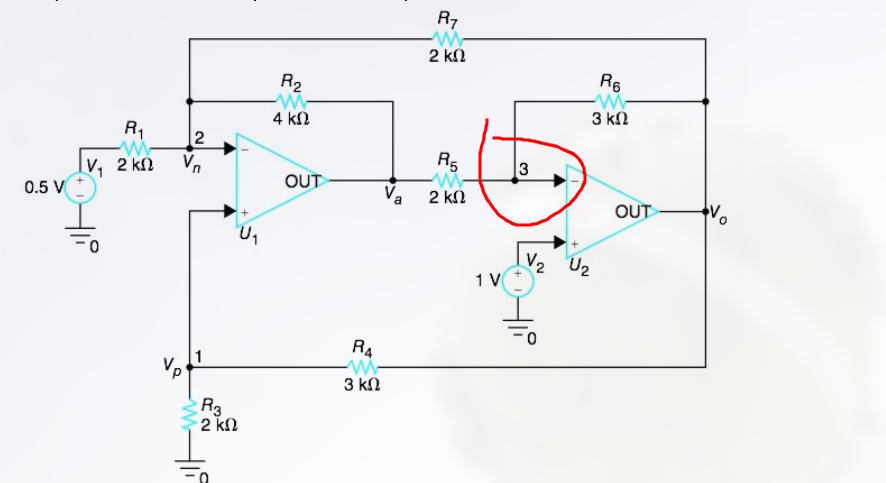 R7
2 kΩ
R2
4 kΩ
R6
3 kΩ
R1
2 kΩ
2
Vn
V1
0.5 V
+
−
0
−
+
OUT
U1
Va
R5
2 kΩ
3
−
+
OUT
U2
Vo
V2
1 V
+
−
0
Vp
1
R4
3 kΩ
R3
2 kΩ
0